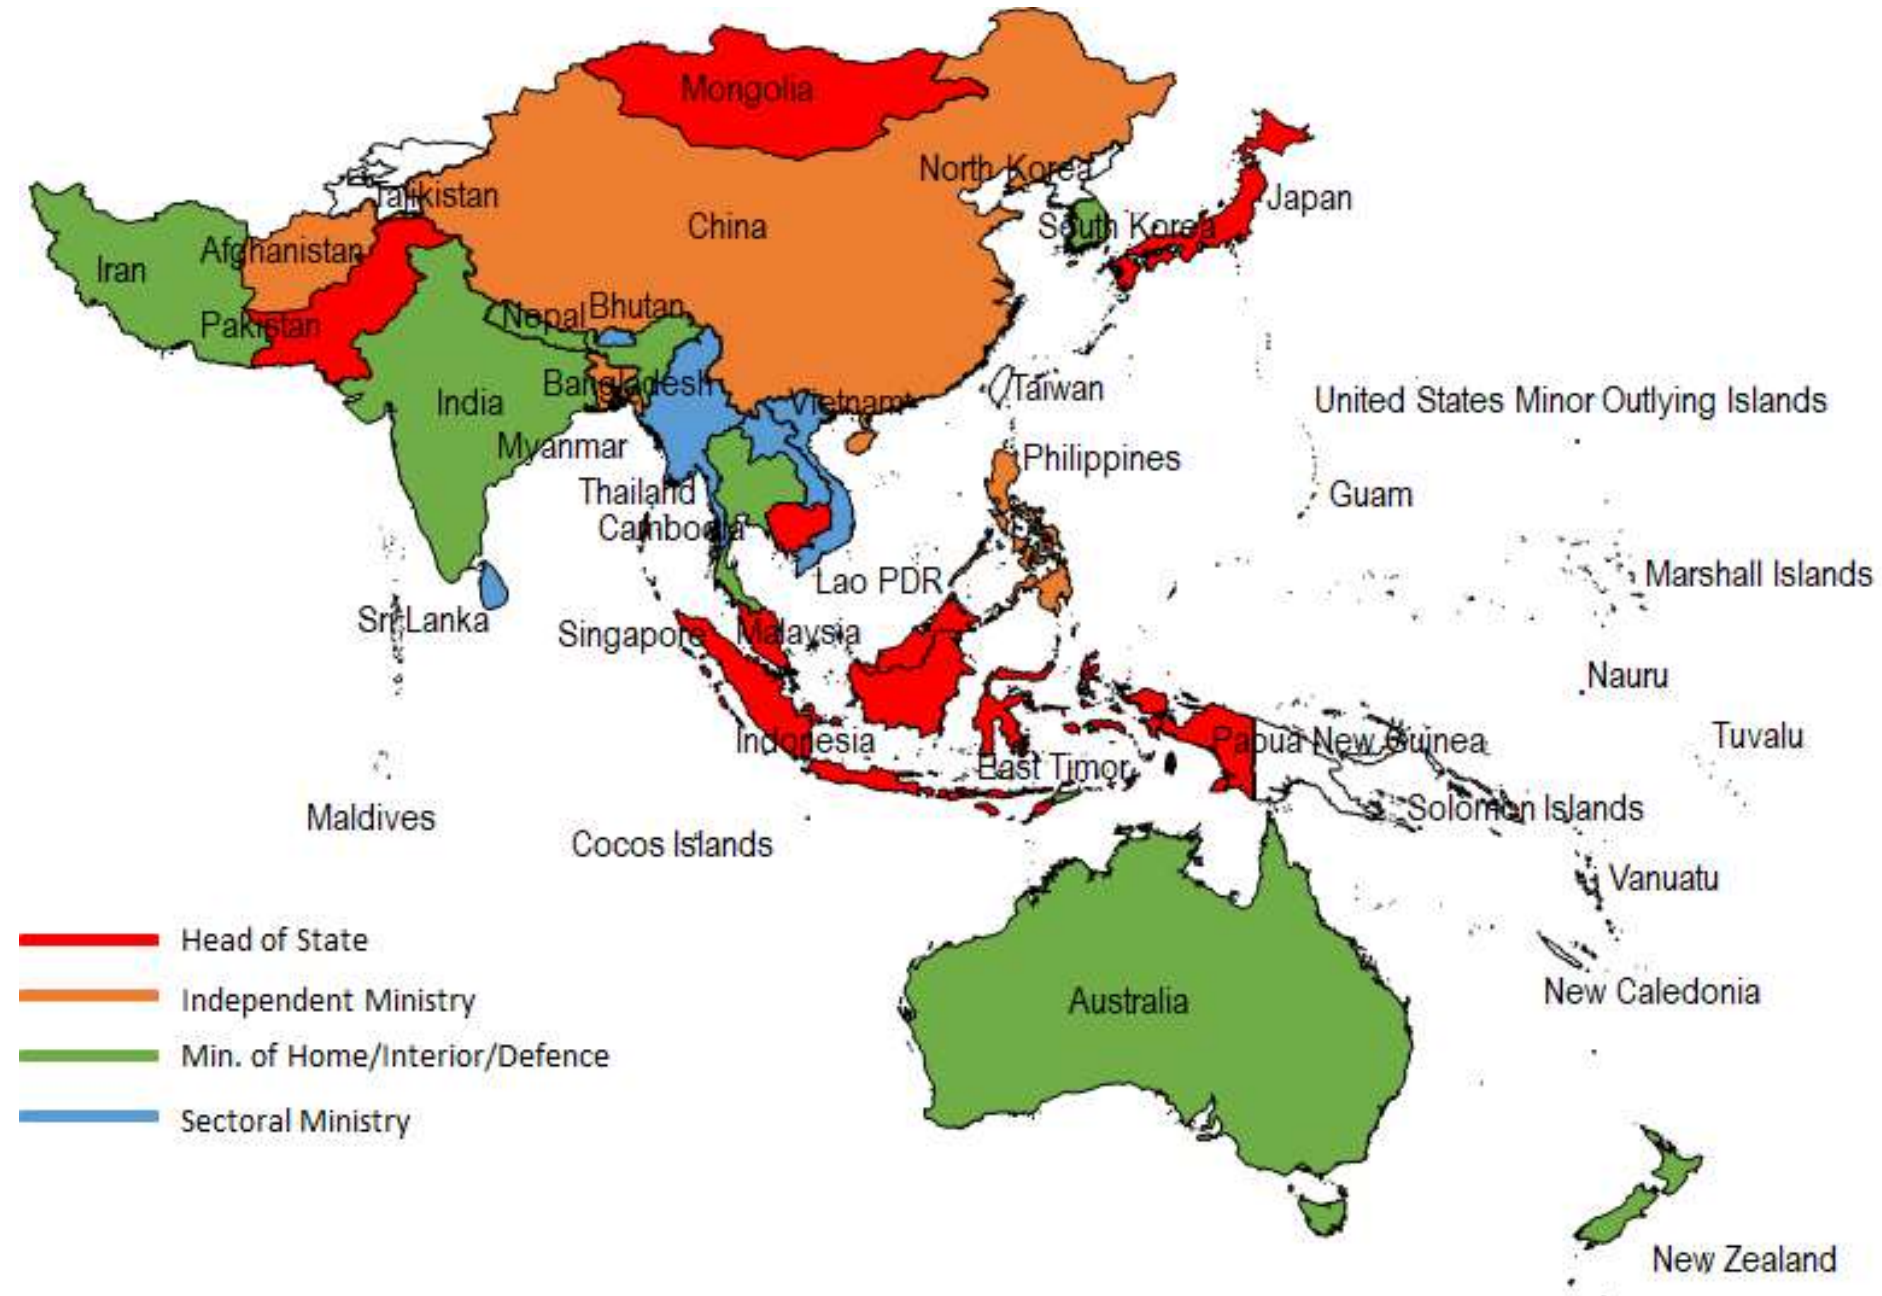 Mongolia
North Korea
Tajikistan
Japan
China
South Korea
Afghanistan
Iran
Nepal
Bhutan
Pakistan
Bangladesh
Taiwan
India
Vietnam
United States Minor Outlying Islands
Myanmar
Philippines
Thailand
Guam
Cambodia
Lao PDR
Marshall Islands
Sri Lanka
Singapore
Malaysia
Nauru
Indonesia
Papua New Guinea
Tuvalu
East Timor
Solomon Islands
Maldives
Cocos Islands
Vanuatu
Head of State
New Caledonia
Independent Ministry
Australia
Min. of Home/Interior/Defence
Sectoral Ministry
New Zealand